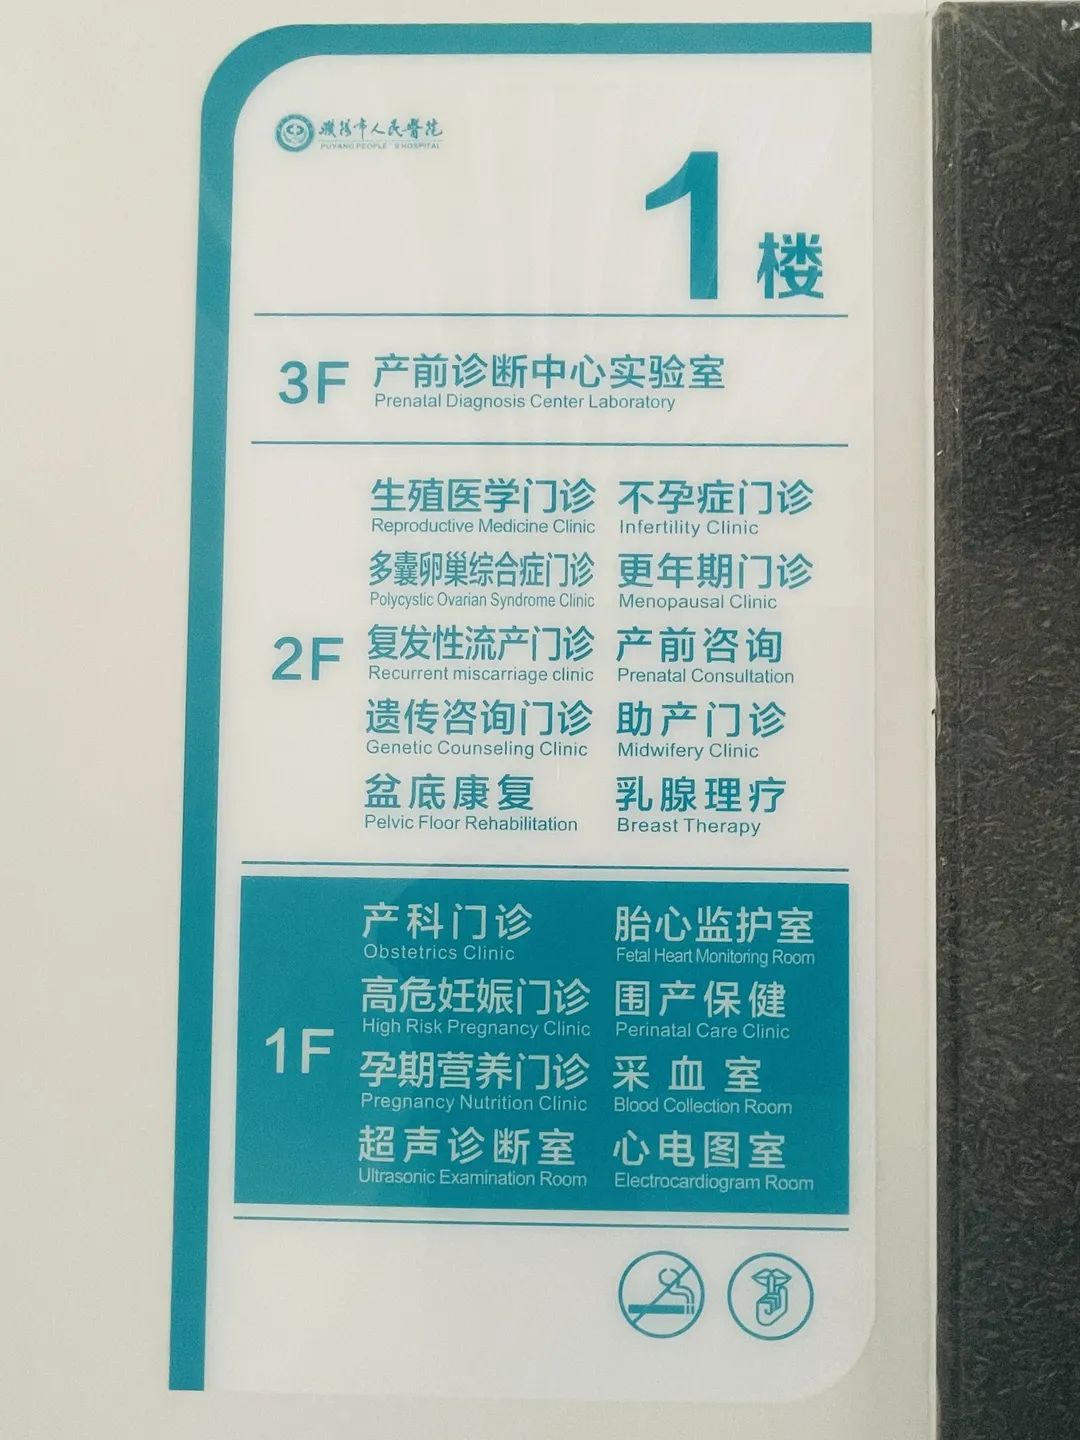 濮阳市人民醫院
PUYANG PEOPLE'S HOSPITAL
1楼
3F 产前诊断中心实验室
Prenatal Diagnosis Center Laboratory
2F
生殖医学门诊 不孕症门诊
Reproductive Medicine Clinic Infertility Clinic
多囊卵巢综合症门诊 更年期门诊
Polycystic Ovarian Syndrome Clinic Menopausal Clinic
复发性流产门诊 产前咨询
Recurrent miscarriage clinic Prenatal Consultation
遗传咨询门诊 助产门诊
Genetic Counseling Clinic Midwifery Clinic
盆底康复 乳腺理疗
Pelvic Floor Rehabilitation Breast Therapy
1F
产科门诊 胎心监护室
Obstetrics Clinic Fetal Heart Monitoring Room
高危妊娠门诊 围产保健
High Risk Pregnancy Clinic Perinatal Care Clinic
孕期营养门诊 采血室
Pregnancy Nutrition Clinic Blood Collection Room
超声诊断室 心电图室
Ultrasonic Examination Room Electrocardiogram Room